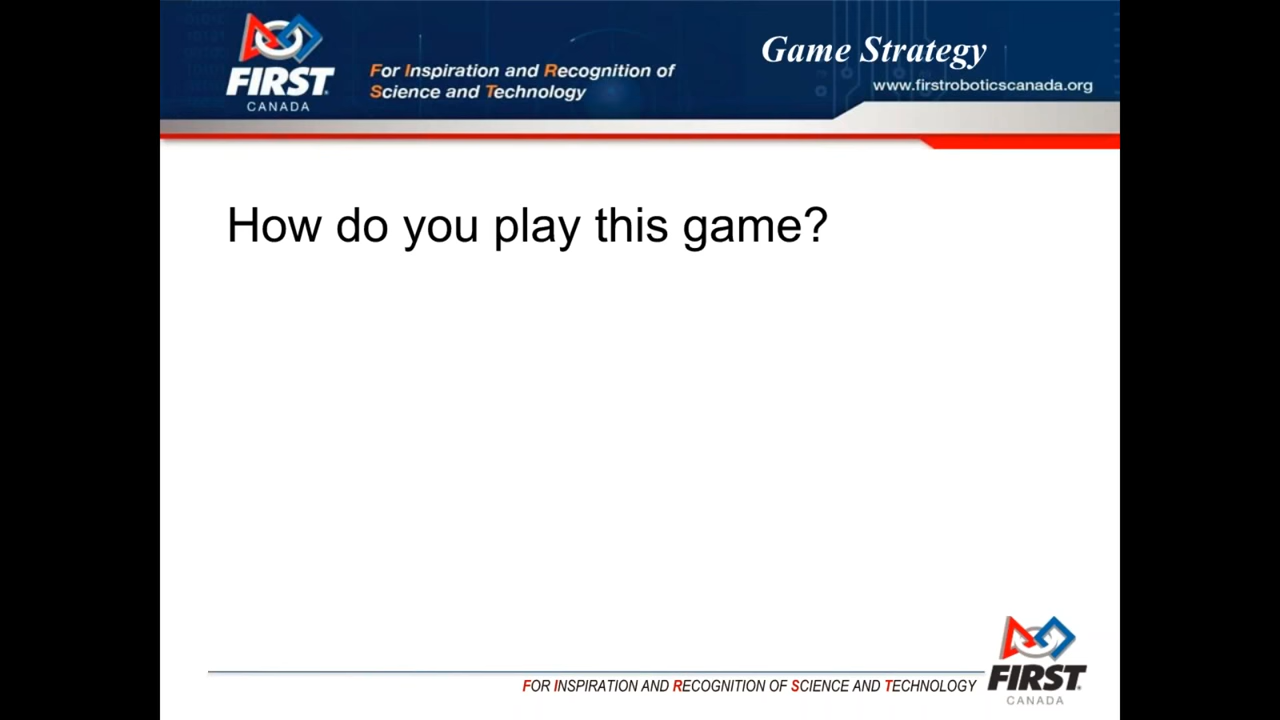 Game Strategy
FIRST
CANADA
For Inspiration and Recognition of
Science and Technology
www.firstroboticscanada.org
How do you play this game?
FOR INSPIRATION AND RECOGNITION OF SCIENCE AND TECHNOLOGY
FIRST
CANADA